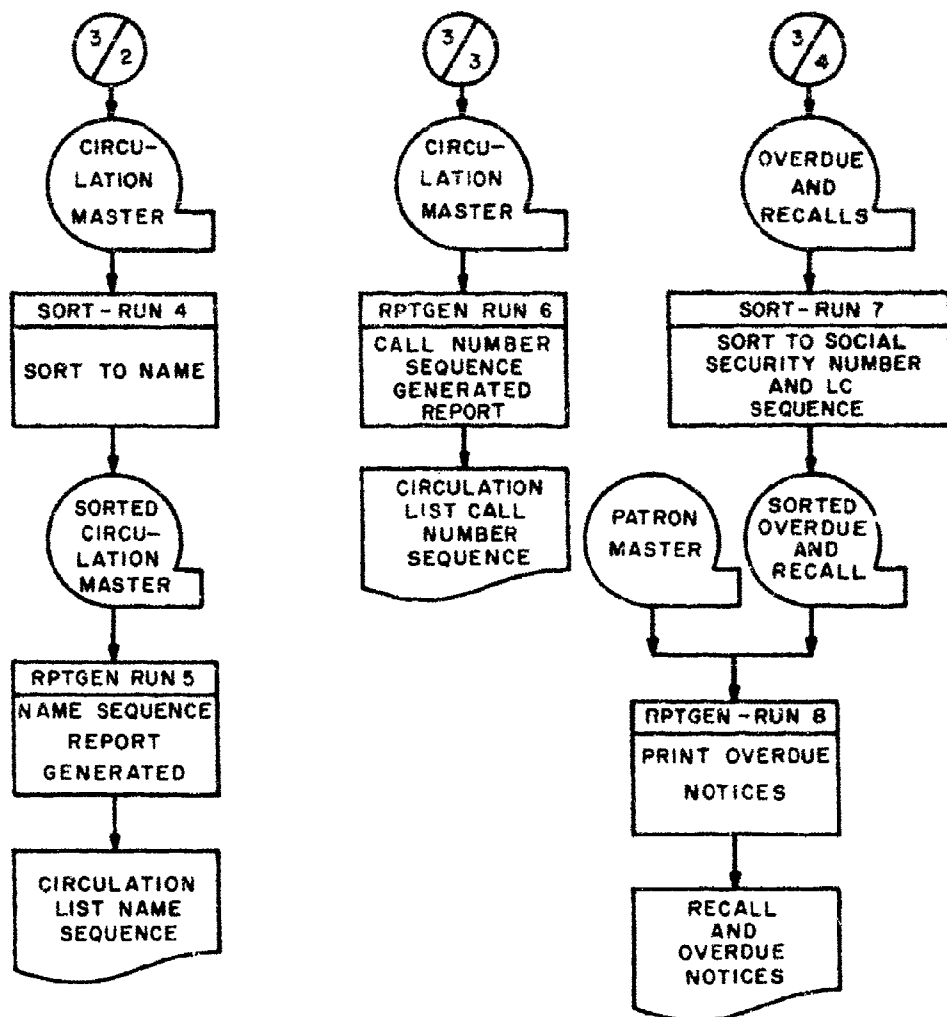 3/2
CIRCU-
LATION
MASTER
SORT-RUN 4
SORT TO NAME
SORTED
CIRCU-
LATION
MASTER
RPTGEN RUN 5
NAME SEQUENCE
REPORT
GENERATED
CIRCULATION
LIST NAME
SEQUENCE
3/3
CIRCU-
LATION
MASTER
RPTGEN RUN 6
CALL NUMBER
SEQUENCE
GENERATED
REPORT
CIRCULATION
LIST CALL
NUMBER
SEQUENCE
3/4
OVERDUE
AND
RECALLS
SORT-RUN 7
SORT TO SOCIAL
SECURITY NUMBER
AND LC
SEQUENCE
PATRON
MASTER
SORTED
OVERDUE
AND
RECALL
RPTGEN-RUN 8
PRINT OVERDUE
NOTICES
RECALL
AND
OVERDUE
NOTICES